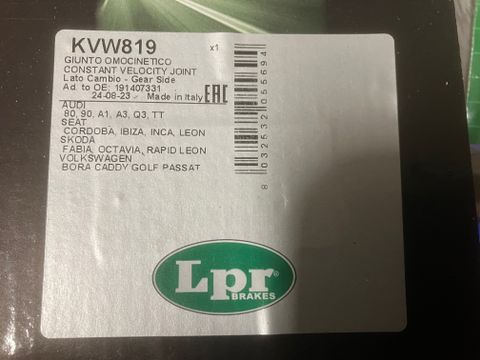 KVW819 x1
GIUNTO OMOCINETICO
CONSTANT VELOCITY JOINT
Lato Cambio - Gear Side
Ad. to OE: 191407331
24-08-23 Made in Italy EAC
AUDI
80, 90, A1, A3, Q3, TT
SEAT
CORDOBA, IBIZA, INCA, LEON
SKODA
FABIA, OCTAVIA, RAPID LEON
VOLKSWAGEN
BORA CADDY GOLF PASSAT
8 032532 055694
Lpr
BRAKES